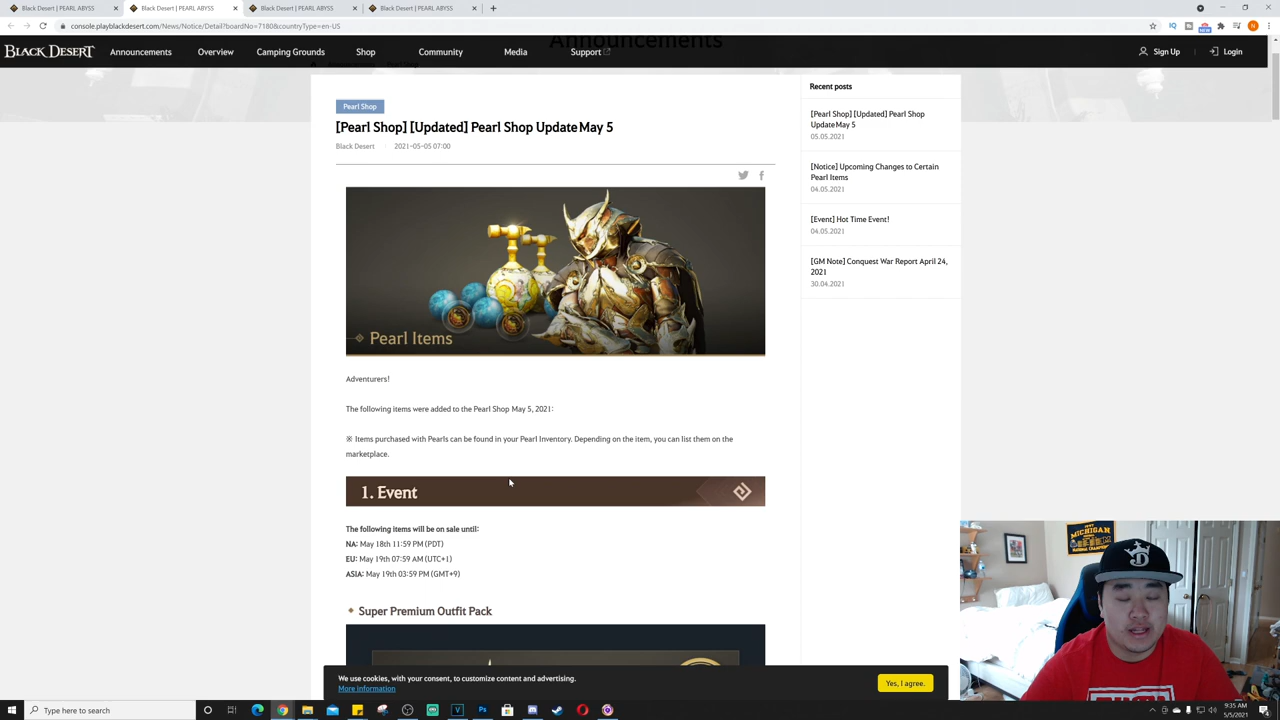 Black Desert | PEARL ABYSS
Black Desert | PEARL ABYSS
Black Desert | PEARL ABYSS
Black Desert | PEARL ABYSS
console.playblackdesert.com/News/Notice/Detail?boardNo=7180&countryType=en-US
Announcements
BLACK DESERT
Announcements
Overview
Camping Grounds
Shop
Community
Media
Support
Sign Up
Login
Pearl Shop
[Pearl Shop] [Updated] Pearl Shop Update May 5
Black Desert 2021-05-05 07:00
Pearl Items
Adventurers!
The following items were added to the Pearl Shop May 5, 2021:
※ Items purchased with Pearls can be found in your Pearl Inventory. Depending on the item, you can list them on the
marketplace.
1. Event
The following items will be on sale until:
NA: May 18th 11:59 PM (PDT)
EU: May 19th 07:59 AM (UTC+1)
ASIA: May 19th 03:59 PM (GMT+9)
Super Premium Outfit Pack
Recent posts
[Pearl Shop] [Updated] Pearl Shop
Update May 5
05.05.2021
[Notice] Upcoming Changes to Certain
Pearl Items
04.05.2021
[Event] Hot Time Event!
04.05.2021
[GM Note] Conquest War Report April 24,
2021
30.04.2021
We use cookies, with your consent, to customize content and advertising.
More information
Yes, I agree.
MICHIGAN
Type here to search
9:35 AM
5/5/2021